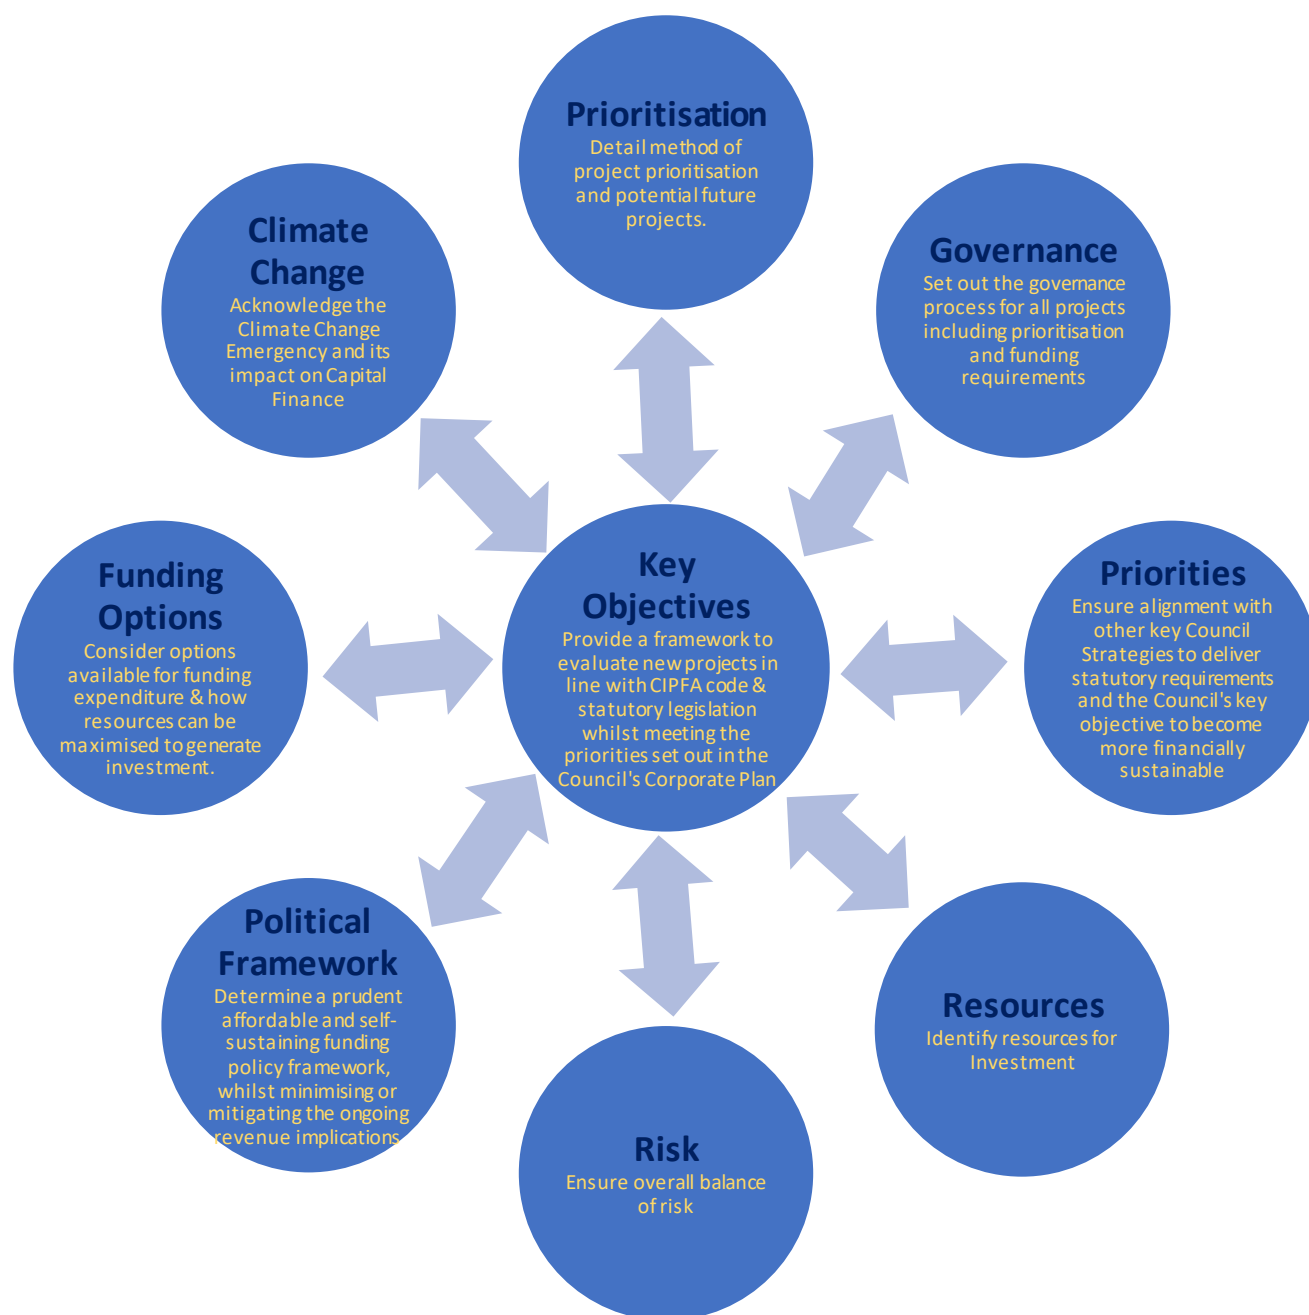 Prioritisation
Detail method of
project prioritisation
and potential future
projects.
Climate
Change
Acknowledge the
Climate Change
Emergency and its
impact on Capital
Finance
Governance
Set out the governance
process for all projects
including prioritisation
and funding
requirements
Funding
Options
Consider options
available for funding
expenditure & how
resources can be
maximised to generate
investment.
Key
Objectives
Provide a framework to
evaluate new projects in
line with CIPFA code &
statutory legislation
whilst meeting the
priorities set out in the
Council's Corporate Plan
Priorities
Ensure alignment with
other key Council
Strategies to deliver
statutory requirements
and the Council's key
objective to become
more financially
sustainable
Political
Framework
Determine a prudent
affordable and self-
sustaining funding
policy framework,
whilst minimising or
mitigating the ongoing
revenue implications
Resources
Identify resources for
Investment
Risk
Ensure overall balance
of risk